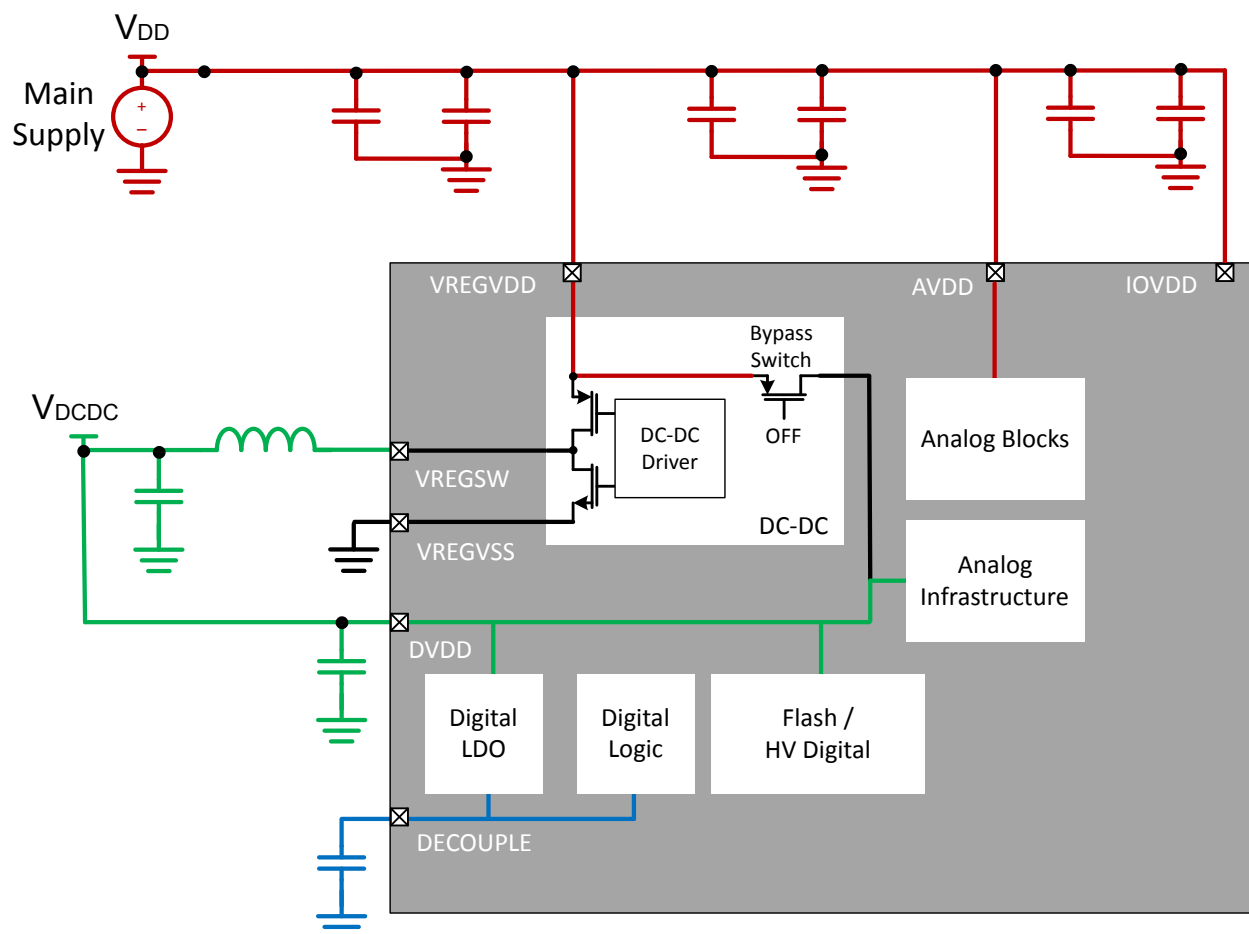 VDD
Main
Supply
+
−
VREGVDD
AVDD
IOVDD
Bypass
Switch
OFF
DC-DC
Driver
DC-DC
Analog Blocks
VDCDC
VREGSW
VREGVSS
Analog
Infrastructure
DVDD
Digital
LDO
Digital
Logic
Flash /
HV Digital
DECOUPLE